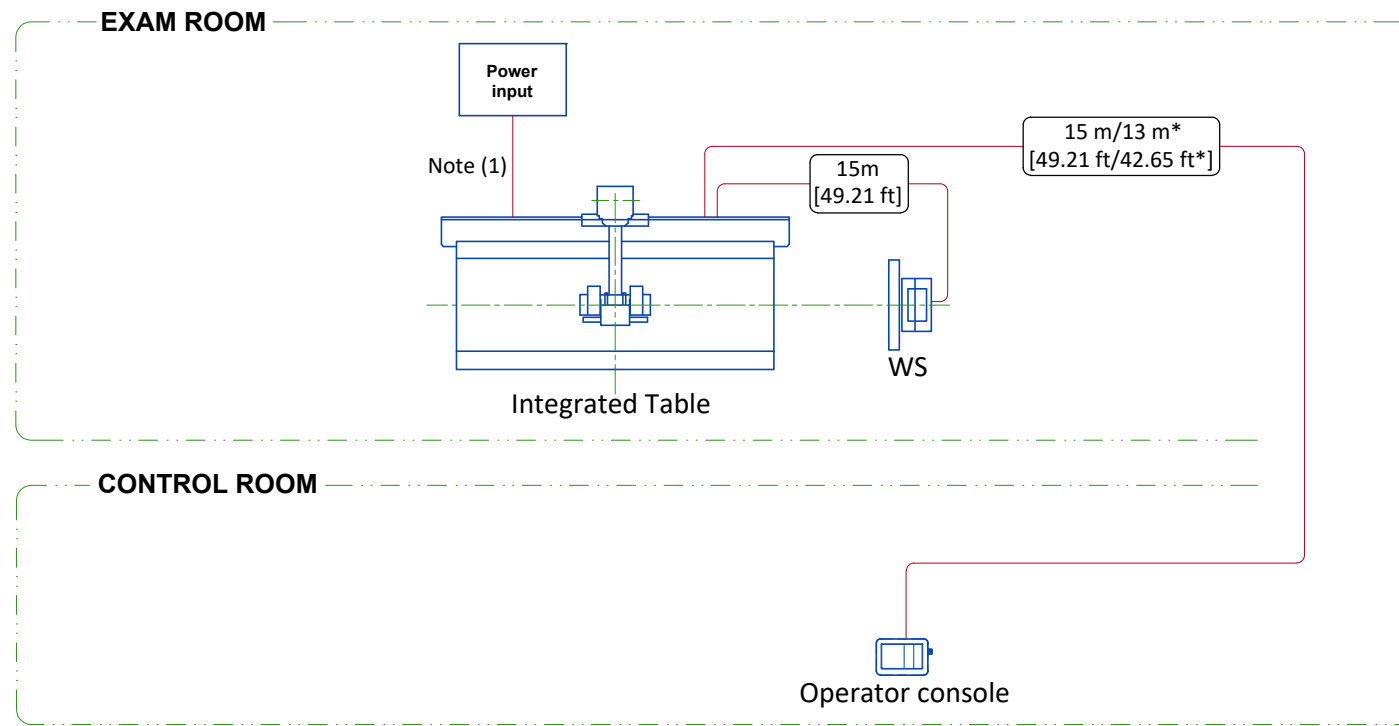 EXAM ROOM
Power
input
Note (1)
15 m/13 m*
[49.21 ft/42.65 ft*]
15m
[49.21 ft]
WS
Integrated Table
CONTROL ROOM
Operator console